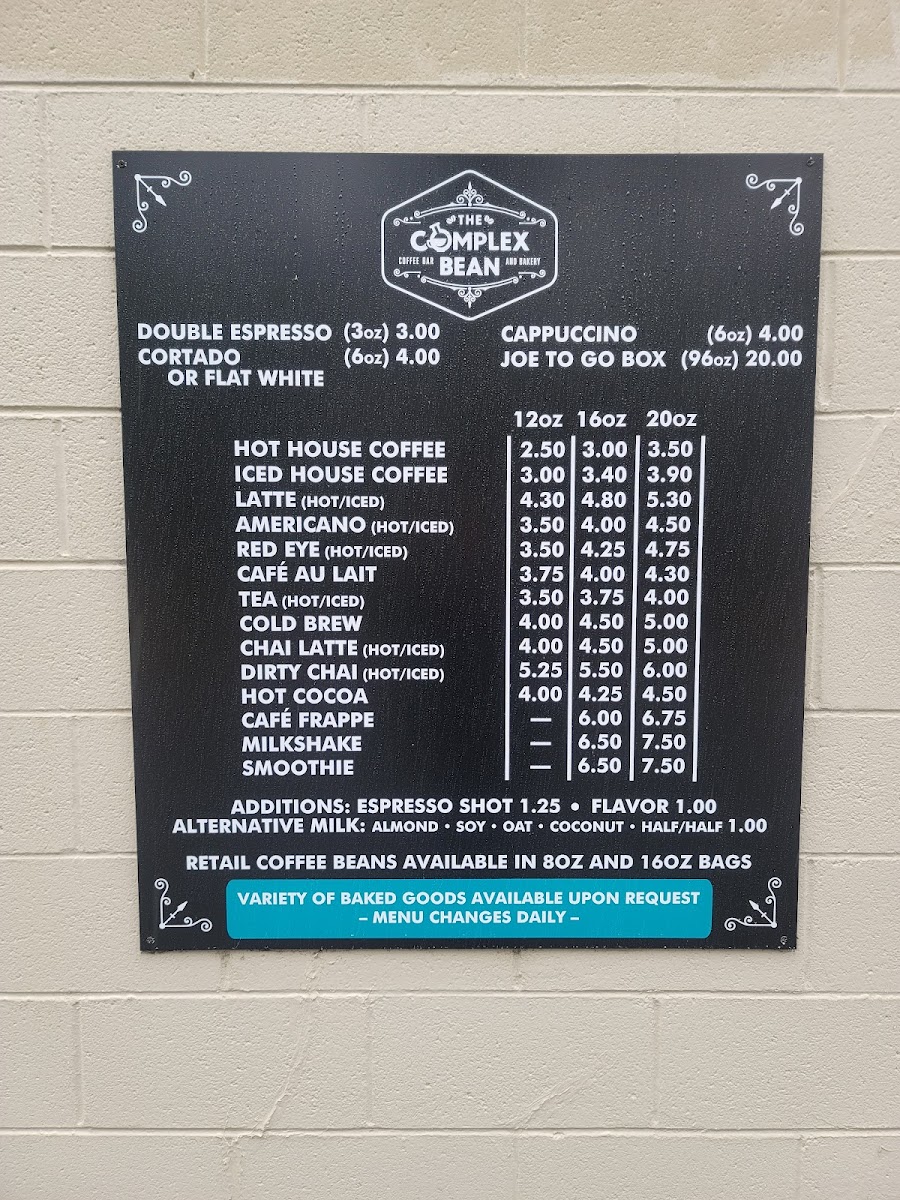 THE
COMPLEX
COFFEE BAR BEAN AND BAKERY
DOUBLE ESPRESSO (3oz) 3.00
CORTADO (6oz) 4.00
OR FLAT WHITE
CAPPUCCINO (6oz) 4.00
JOE TO GO BOX (96oz) 20.00
12oz 16oz 20oz
HOT HOUSE COFFEE 2.50 3.00 3.50
ICED HOUSE COFFEE 3.00 3.40 3.90
LATTE (HOT/ICED) 4.30 4.80 5.30
AMERICANO (HOT/ICED) 3.50 4.00 4.50
RED EYE (HOT/ICED) 3.50 4.25 4.75
CAFÉ AU LAIT 3.75 4.00 4.30
TEA (HOT/ICED) 3.50 3.75 4.00
COLD BREW 4.00 4.50 5.00
CHAI LATTE (HOT/ICED) 4.00 4.50 5.00
DIRTY CHAI (HOT/ICED) 5.25 5.50 6.00
HOT COCOA 4.00 4.25 4.50
CAFÉ FRAPPE — 6.00 6.75
MILKSHAKE — 6.50 7.50
SMOOTHIE — 6.50 7.50
ADDITIONS: ESPRESSO SHOT 1.25 • FLAVOR 1.00
ALTERNATIVE MILK: ALMOND • SOY • OAT • COCONUT • HALF/HALF 1.00
RETAIL COFFEE BEANS AVAILABLE IN 8OZ AND 16OZ BAGS
VARIETY OF BAKED GOODS AVAILABLE UPON REQUEST
– MENU CHANGES DAILY –